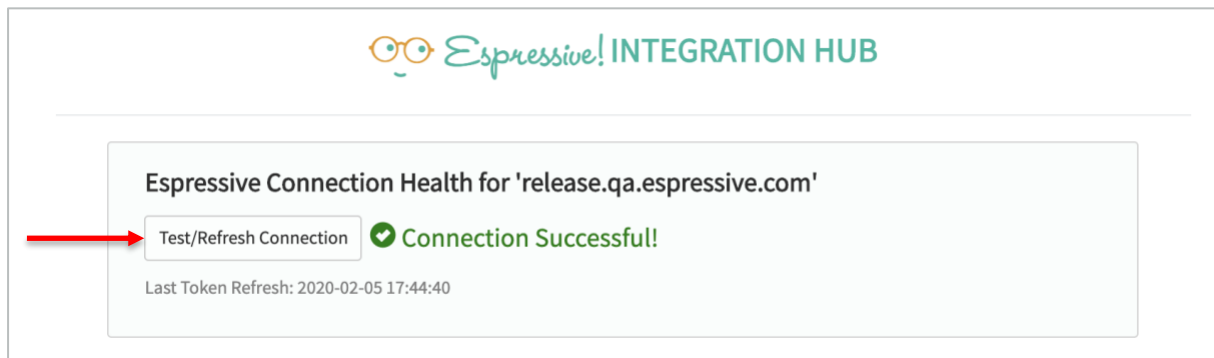 Espressive! INTEGRATION HUB
Espressive Connection Health for 'release.qa.espressive.com'
Test/Refresh Connection Connection Successful!
Last Token Refresh: 2020-02-05 17:44:40